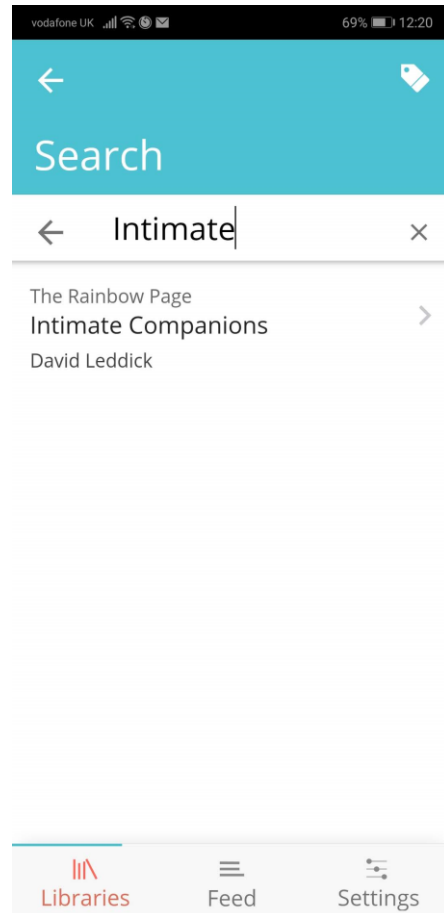 vodafone UK 69% 12:20
Search
Intimate
The Rainbow Page
Intimate Companions
David Leddick
Libraries Feed Settings